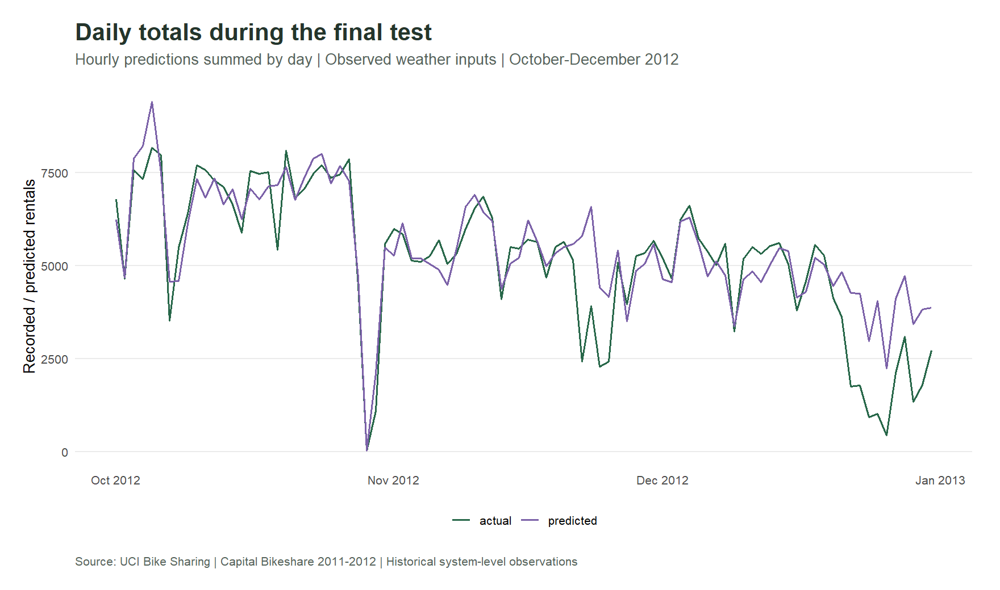 Daily totals during the final test
Hourly predictions summed by day | Observed weather inputs | October-December 2012
Recorded / predicted rentals
7500
5000
2500
0
Oct 2012
Nov 2012
Dec 2012
Jan 2013
actual
predicted
Source: UCI Bike Sharing | Capital Bikeshare 2011-2012 | Historical system-level observations